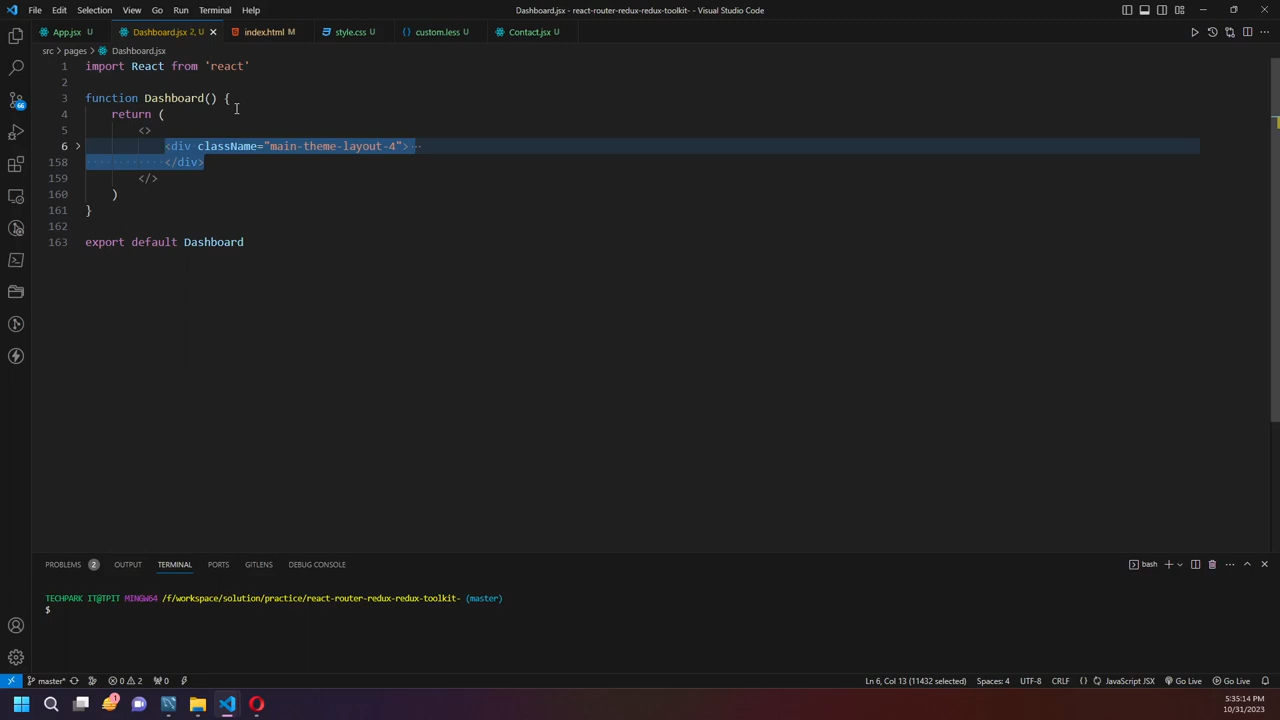 File Edit Selection View Go Run Terminal Help
Dashboard.jsx - react-router-redux-redux-toolkit- - Visual Studio Code
App.jsx U Dashboard.jsx 2, U index.html M style.css U custom.less U Contact.jsx U
src > pages > Dashboard.jsx
1 import React from 'react'
2
3 function Dashboard() {
4 return (
5 <>
6 <div className="main-theme-layout-4"> ···
158 ············</div>
159 </>
160 )
161 }
162
163 export default Dashboard
66
PROBLEMS 2 OUTPUT TERMINAL PORTS GITLENS DEBUG CONSOLE
bash
TECHPARK IT@TPIT MINGW64 /f/workspace/solution/practice/react-router-redux-redux-toolkit- (master)
$
master* 0 2 0 Ln 6, Col 13 (11432 selected) Spaces: 4 UTF-8 CRLF {} JavaScript JSX Go Live Go Live
1
5:35:14 PM
10/31/2023